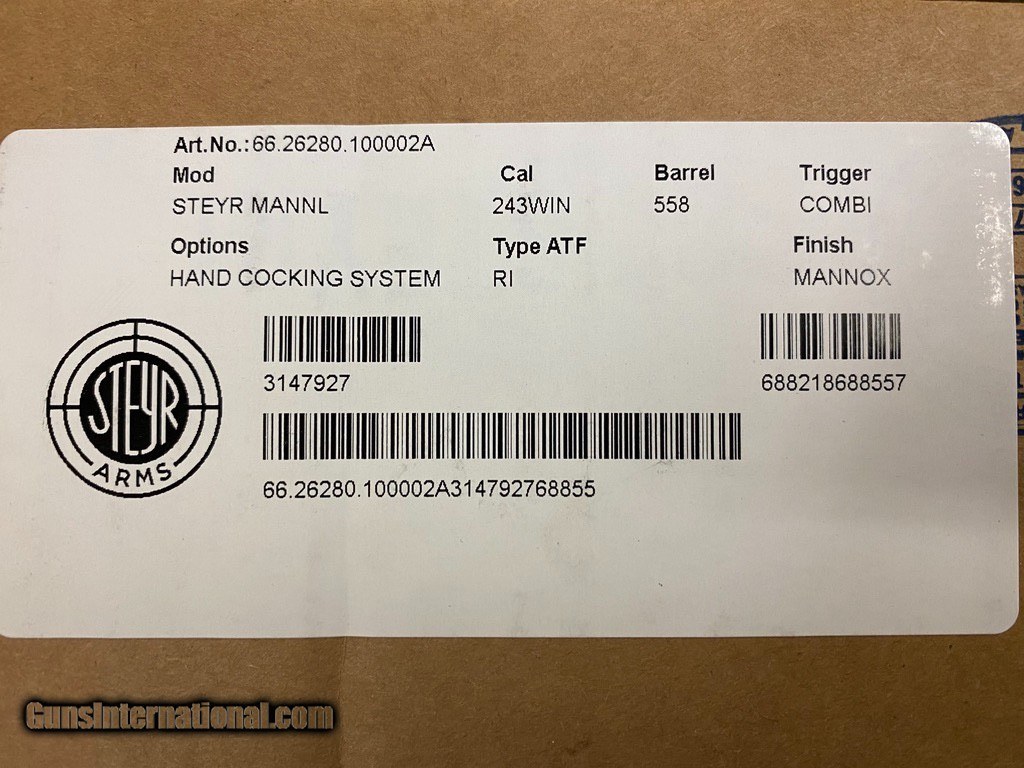 Art.No.: 66.26280.100002A
Mod Cal Barrel Trigger
STEYR MANNL 243WIN 558 COMBI
Options Type ATF Finish
HAND COCKING SYSTEM RI MANNOX
3147927 688218688557
STEYR
ARMS
66.26280.100002A314792768855
GunsInternational.com